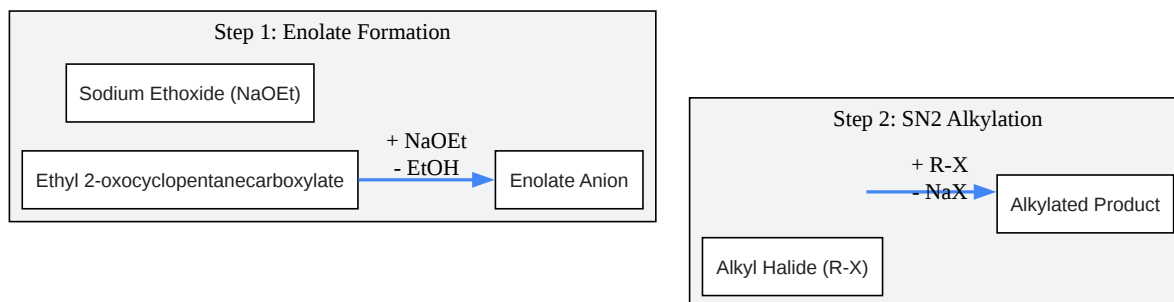 Step 1: Enolate Formation
Sodium Ethoxide (NaOEt)
+ NaOEt
- EtOH
Ethyl 2-oxocyclopentanecarboxylate
Enolate Anion
Step 2: SN2 Alkylation
+ R-X
- NaX
Alkylated Product
Alkyl Halide (R-X)